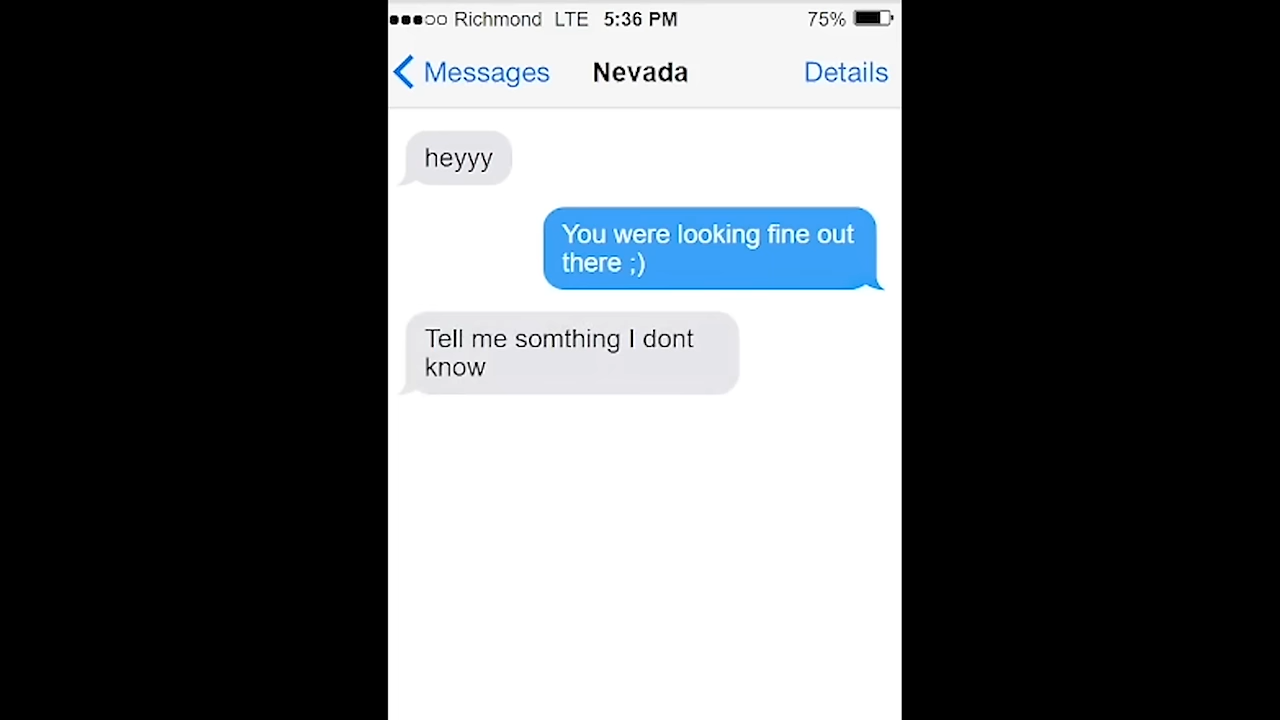 Richmond LTE 5:36 PM 75%
Messages Nevada Details
heyyy
You were looking fine out
there ;)
Tell me somthing I dont
know